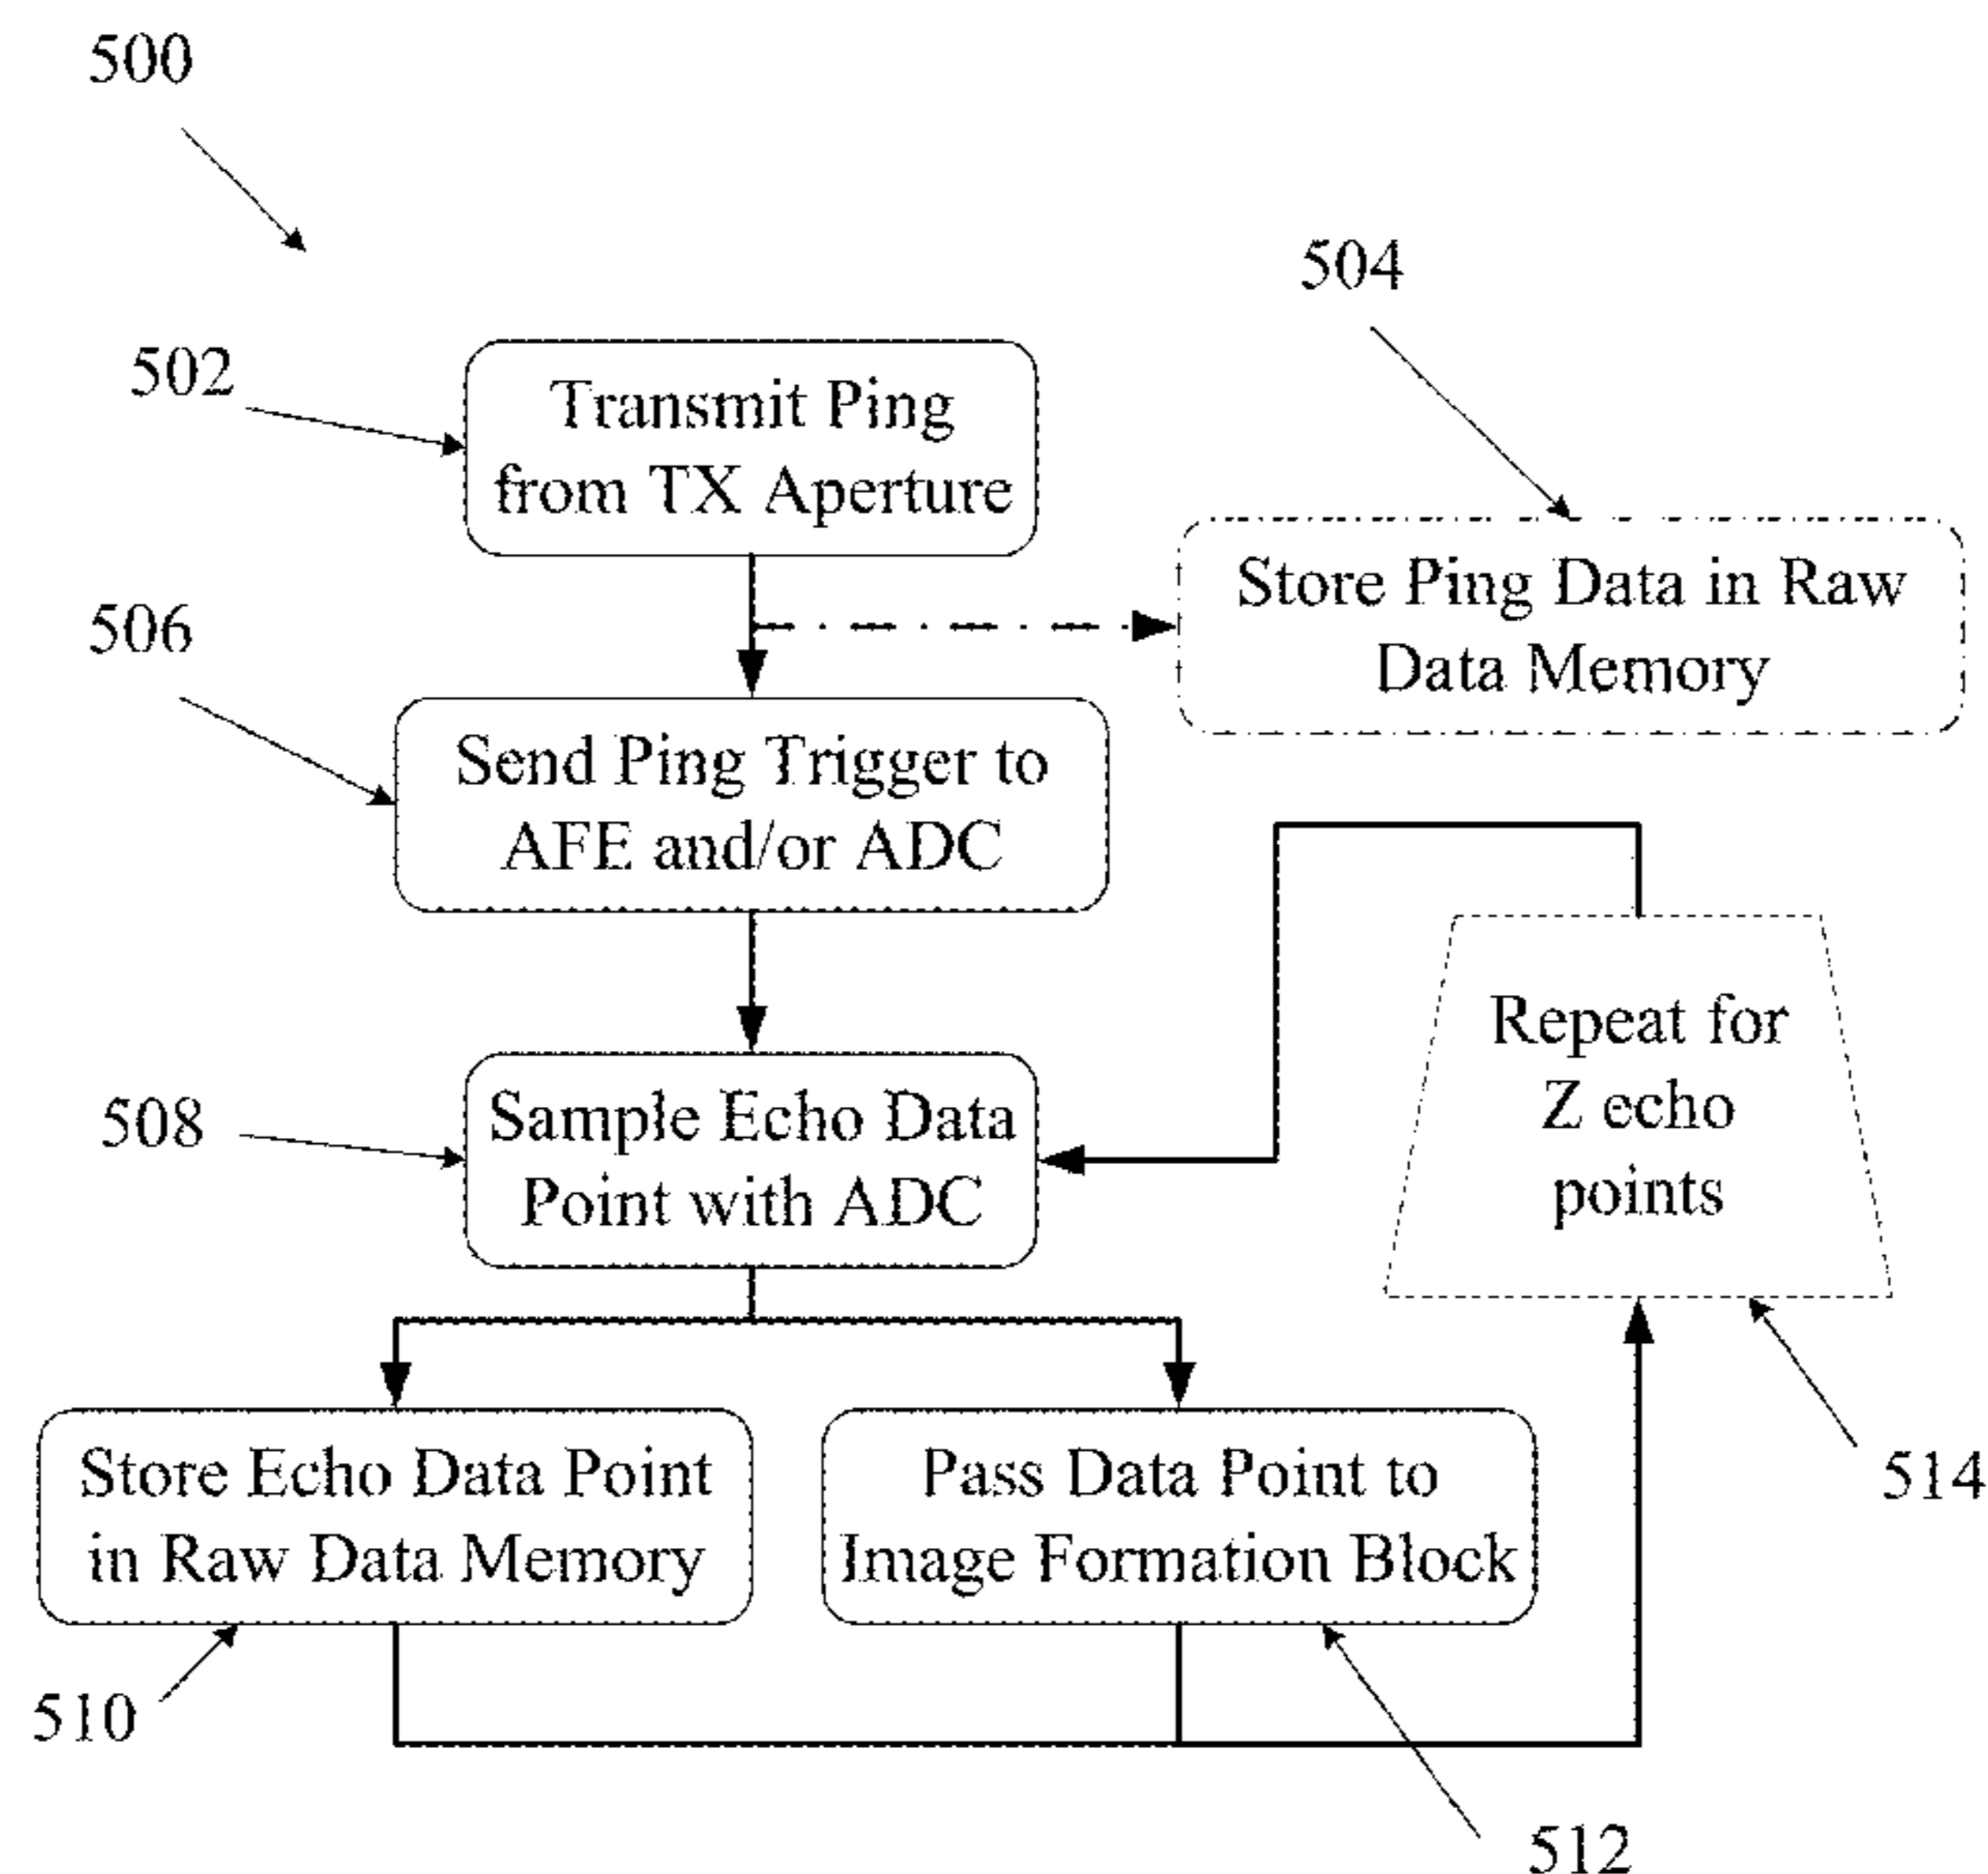 500
504
502
Transmit Ping
from TX Aperture
Store Ping Data in Raw
Data Memory
506
Send Ping Trigger to
AFE and/or ADC
Repeat for
Z echo
points
508
Sample Echo Data
Point with ADC
514
Store Echo Data Point
in Raw Data Memory
Pass Data Point to
Image Formation Block
510
512